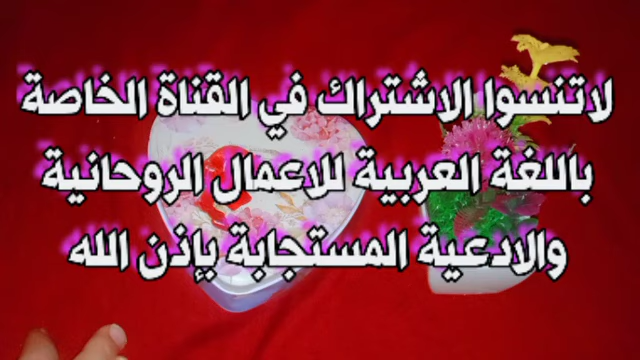 لاتنسوا الاشتراك في القناة الخاصة
باللغة العربية للاعمال الروحانية
والادعية المستجابة بإذن الله